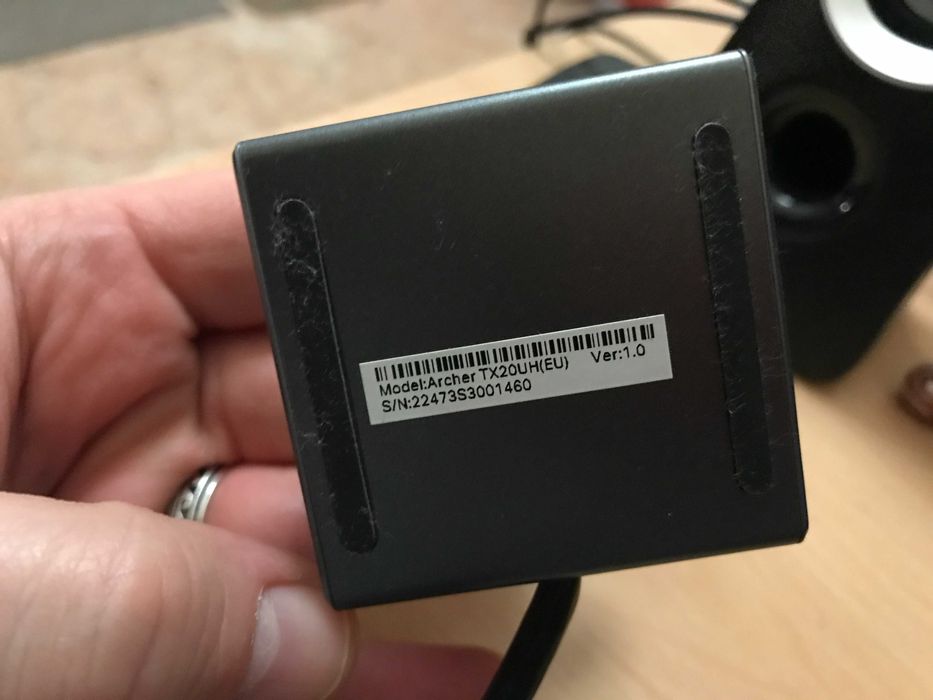 Model:Archer TX20UH(EU) Ver:1.0
S/N:22473S3001460